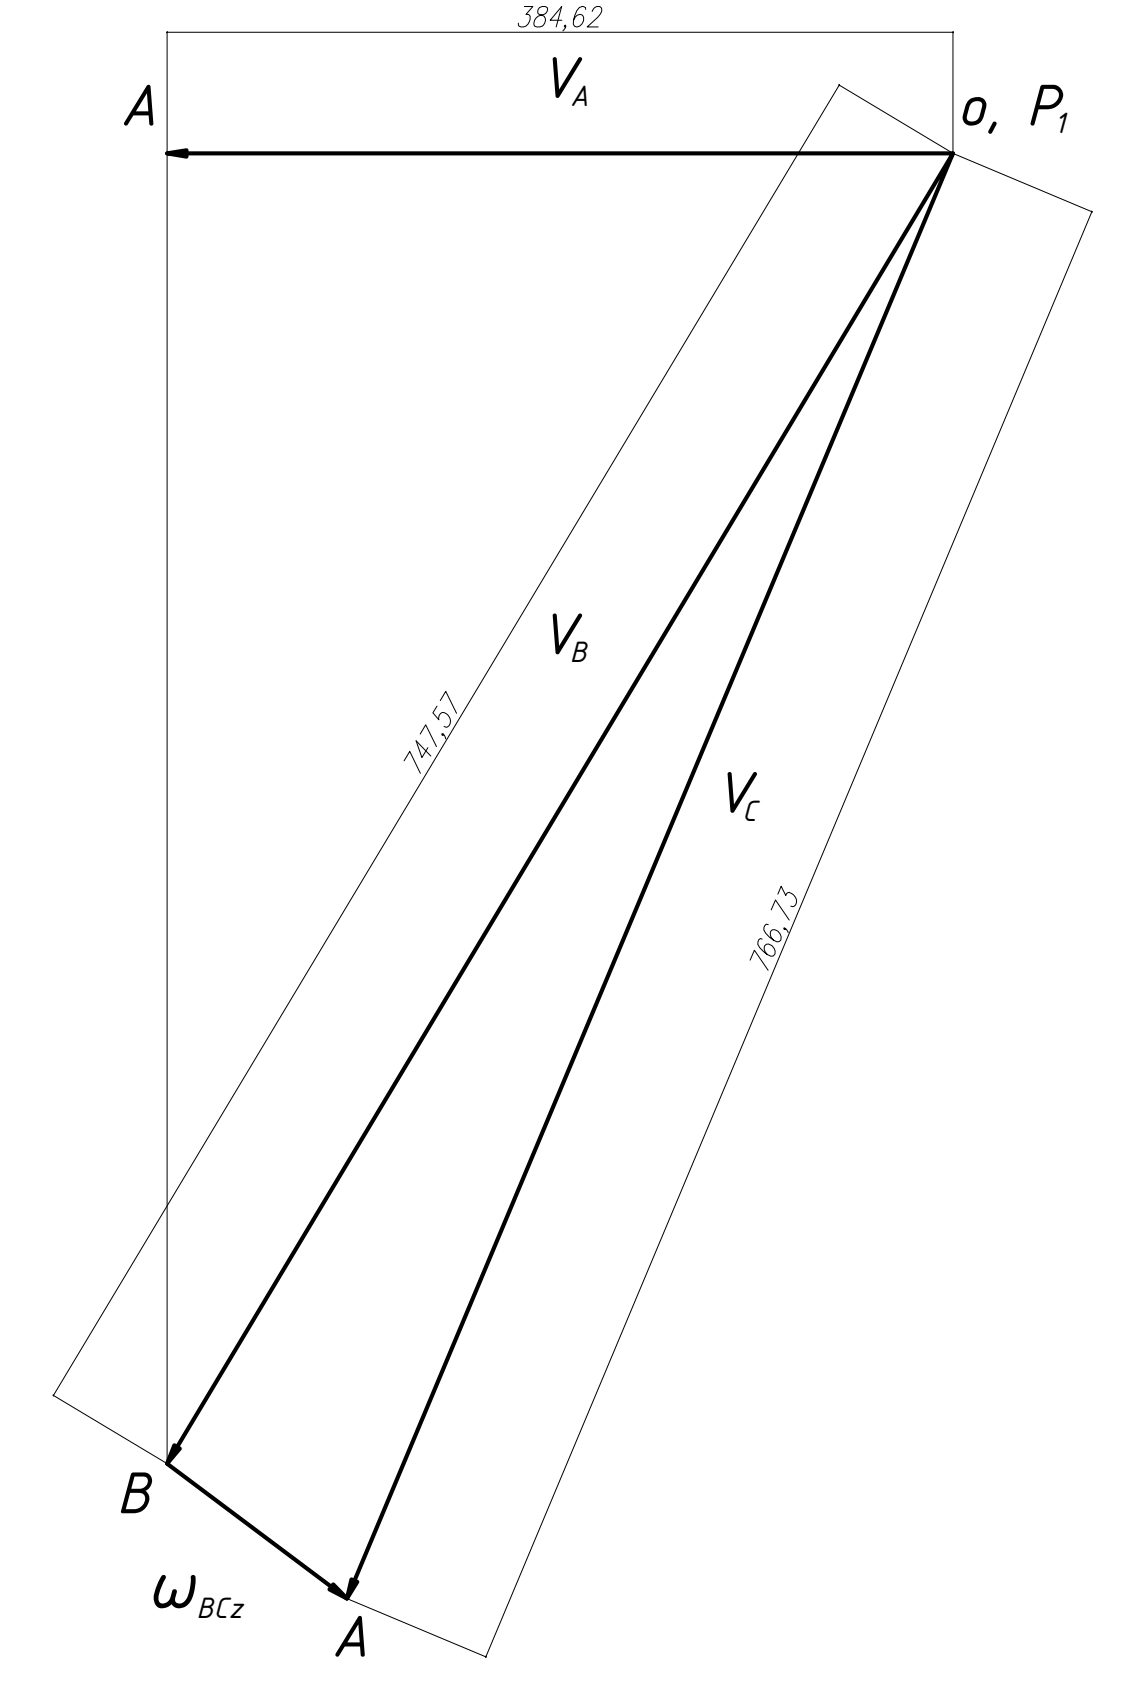 384,62
V_A
A
o, P_1
V_B
747,57
V_C
766,73
B
ω_BCz
A